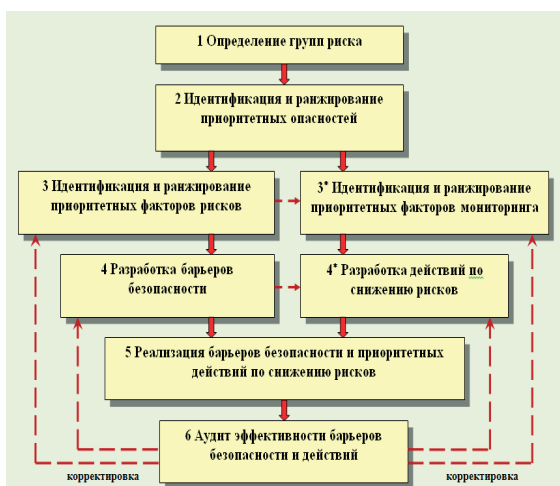 1 Определение групп риска
2 Идентификация и ранжирование
приоритетных опасностей
3 Идентификация и ранжирование
приоритетных факторов рисков
3* Идентификация и ранжирование
приоритетных факторов мониторинга
4 Разработка барьеров
безопасности
4* Разработка действий по
снижению рисков
5 Реализация барьеров безопасности и приоритетных
действий по снижению рисков
6 Аудит эффективности барьеров
безопасности и действий
корректировка
корректировка